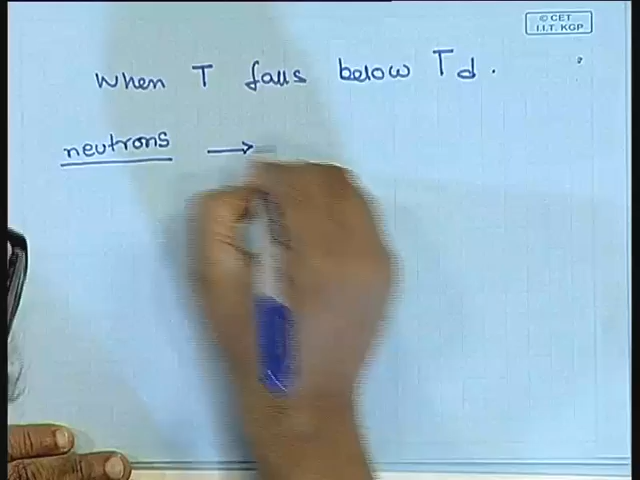 © CET
I.I.T. KGP
When T falls below Td.
neutrons →